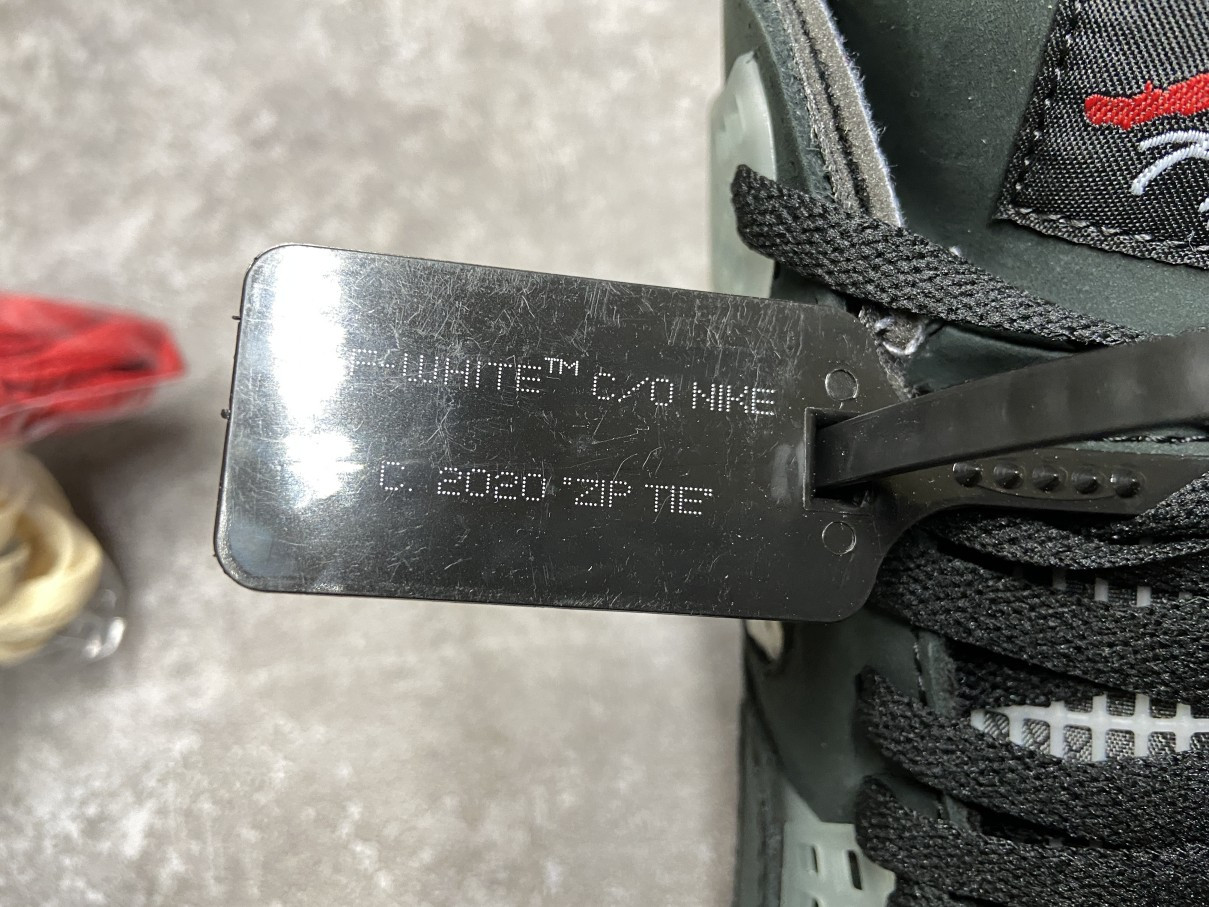 F-WHITE™ C/O NIKE
C. 2020 "ZIP TIE"